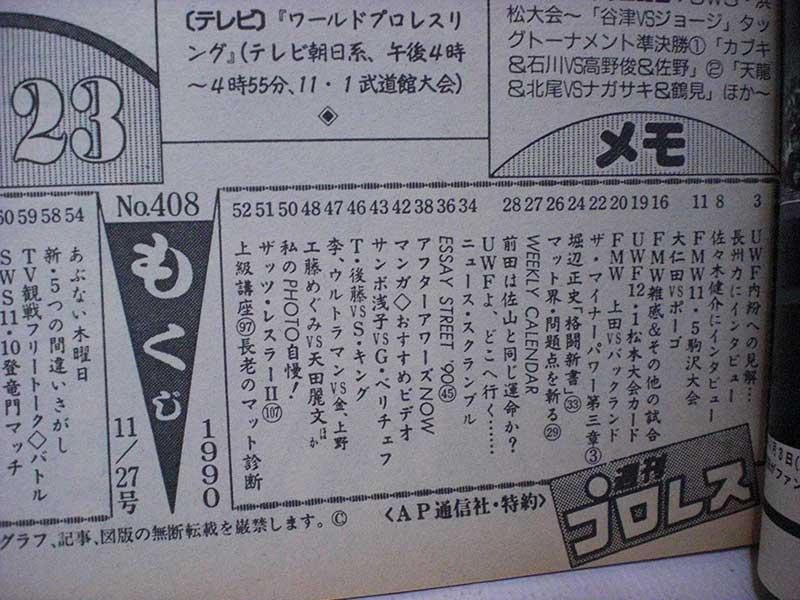 〔テレビ〕『ワールドプロレスリ
ング』(テレビ朝日系、午後4時
〜4時55分、11・1武道館大会)
松大会〜「谷津VSジョージ」タッ
グトーナメント準決勝①「カブキ
&石川VS高野俊&佐野」②「天龍
&北尾VSナガサキ&鶴見」ほか〜
メモ
23
3 UWF内紛への見解…
長州力にインタビュー
8 佐々木健介にインタビュー
11 FMW11・5駒沢大会
大仁田VSポーゴ
16 FMW雑感&その他の試合
19 UWF12・1松本大会カード
20 FMW 上田VSバックランド
22 ザ・マイナーパワー第三章③
24 堀辺正史「格闘新書」㉝
26 マット界・問題点を斬る㉙
27 WEEKLY CALENDAR
28 前田は佐山と同じ運命か?
UWFよ、どこへ行く……
34 ニュース・スクランブル
36 ESSAY STREET '90㊺
38 アフターアワーズNOW
42 マンガ◇おすすめビデオ
43 サンボ浅子VSG・ベリチェフ
46 T・後藤VSS・キング
47 李、ウルトラマンVS金、上野
48 工藤めぐみVS天田麗文ほか
50 私のPHOTO自慢!
51 ザッツ・レスラーII(107)
52 上級講座(97)長老のマット診断
No.408
もくじ
1990
11/27号
54 あぶない木曜日
58 新・5つの間違いさがし
59 TV観戦フリートーク◇バトル
60 SWS11・10登竜門マッチ
週刊プロレス
〈AP通信社・特約〉
グラフ、記事、図版の無断転載を厳禁します。©